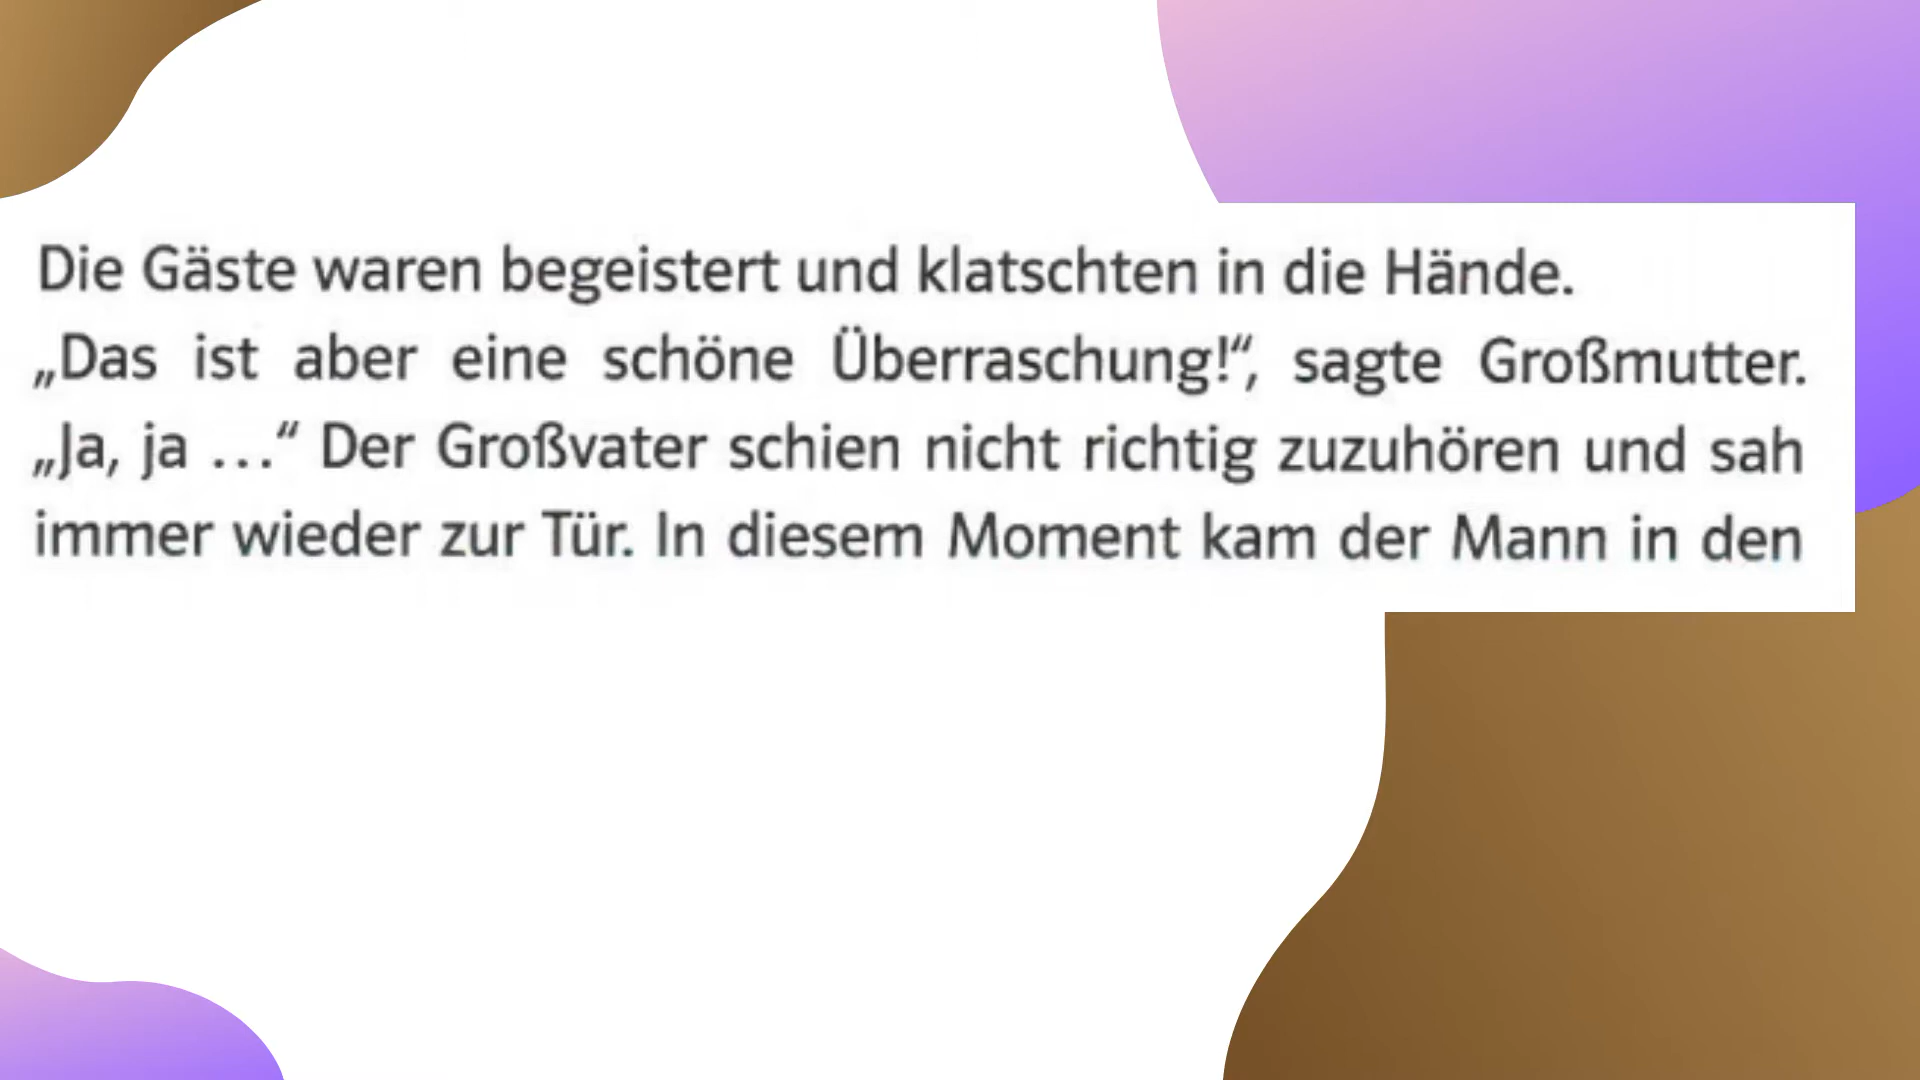 Die Gäste waren begeistert und klatschten in die Hände.
„Das ist aber eine schöne Überraschung!“, sagte Großmutter.
„Ja, ja …“ Der Großvater schien nicht richtig zuzuhören und sah
immer wieder zur Tür. In diesem Moment kam der Mann in den